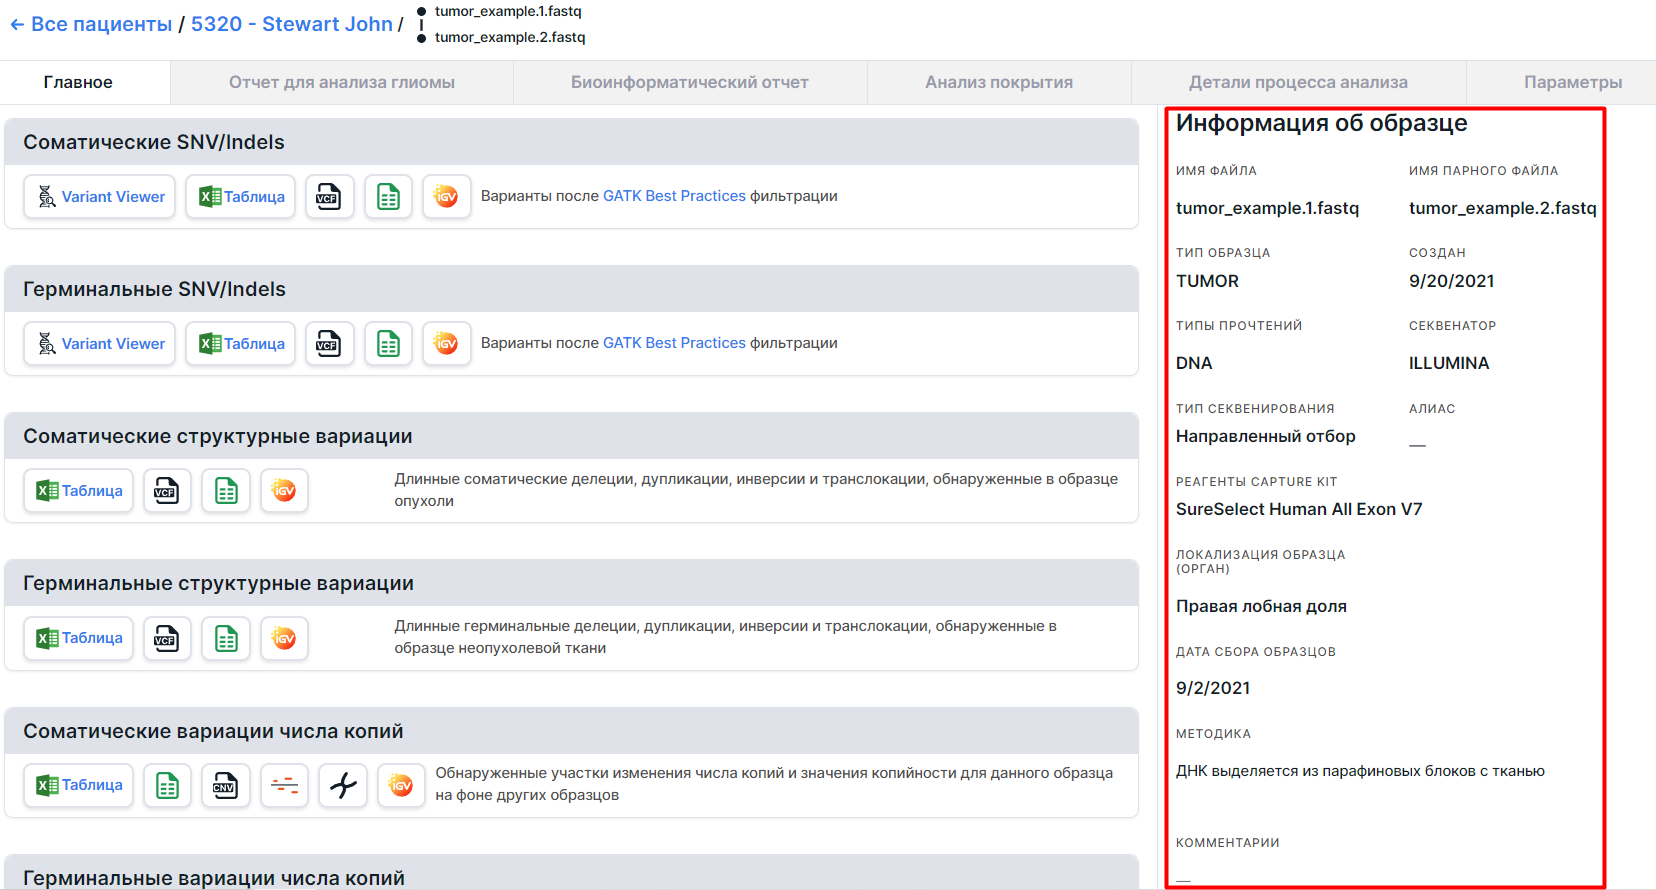 ← Все пациенты / 5320 - Stewart John /
tumor_example.1.fastq
tumor_example.2.fastq
Главное
Отчет для анализа глиомы
Биоинформатический отчет
Анализ покрытия
Детали процесса анализа
Параметры
Соматические SNV/Indels
Variant Viewer
Таблица
VCF
IGV
Варианты после GATK Best Practices фильтрации
Герминальные SNV/Indels
Variant Viewer
Таблица
VCF
IGV
Варианты после GATK Best Practices фильтрации
Соматические структурные вариации
Таблица
VCF
IGV
Длинные соматические делеции, дупликации, инверсии и транслокации, обнаруженные в образце
опухоли
Герминальные структурные вариации
Таблица
VCF
IGV
Длинные герминальные делеции, дупликации, инверсии и транслокации, обнаруженные в
образце неопухолевой ткани
Соматические вариации числа копий
Таблица
CNV
IGV
Обнаруженные участки изменения числа копий и значения копийности для данного образца
на фоне других образцов
Герминальные вариации числа копий
Информация об образце
ИМЯ ФАЙЛА
tumor_example.1.fastq
ИМЯ ПАРНОГО ФАЙЛА
tumor_example.2.fastq
ТИП ОБРАЗЦА
TUMOR
СОЗДАН
9/20/2021
ТИПЫ ПРОЧТЕНИЙ
DNA
СЕКВЕНАТОР
ILLUMINA
ТИП СЕКВЕНИРОВАНИЯ
Направленный отбор
АЛИАС
__
РЕАГЕНТЫ CAPTURE KIT
SureSelect Human All Exon V7
ЛОКАЛИЗАЦИЯ ОБРАЗЦА
(ОРГАН)
Правая лобная доля
ДАТА СБОРА ОБРАЗЦОВ
9/2/2021
МЕТОДИКА
ДНК выделяется из парафиновых блоков с тканью
КОММЕНТАРИИ
__